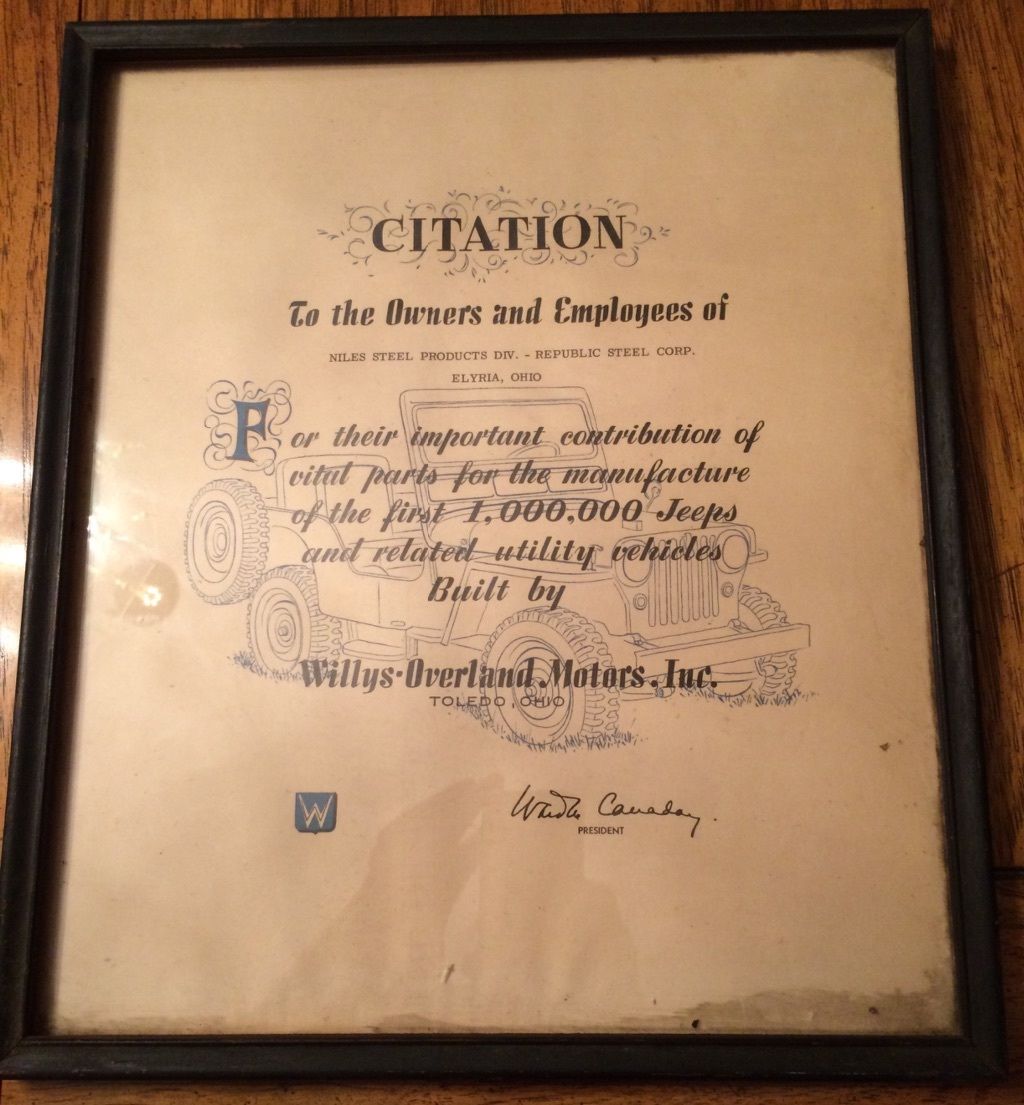 CITATION
To the Owners and Employees of
NILES STEEL PRODUCTS DIV. - REPUBLIC STEEL CORP.
ELYRIA, OHIO
For their important contribution of
vital parts for the manufacture
of the first 1,000,000 Jeeps
and related utility vehicles
Built by
Willys-Overland Motors, Inc.
TOLEDO, OHIO
W
Canaday
PRESIDENT